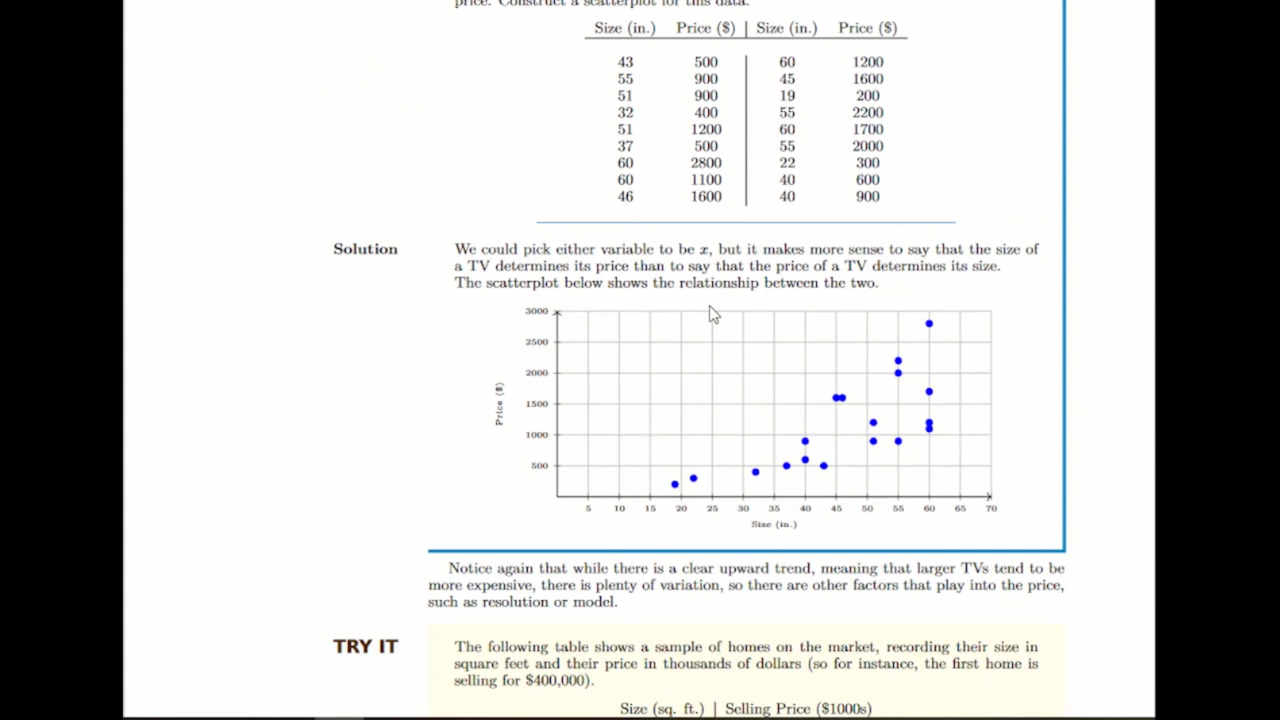 price. Construct a scatterplot for this data.
Size (in.) Price ($) | Size (in.) Price ($)
43 500 60 1200
55 900 45 1600
51 900 19 200
32 400 55 2200
51 1200 60 1700
37 500 55 2000
60 2800 22 300
60 1100 40 600
46 1600 40 900
Solution
We could pick either variable to be x, but it makes more sense to say that the size of
a TV determines its price than to say that the price of a TV determines its size.
The scatterplot below shows the relationship between the two.
3000
2500
2000
1500
1000
500
Price ($)
5 10 15 20 25 30 35 40 45 50 55 60 65 70
Size (in.)
Notice again that while there is a clear upward trend, meaning that larger TVs tend to be
more expensive, there is plenty of variation, so there are other factors that play into the price,
such as resolution or model.
TRY IT
The following table shows a sample of homes on the market, recording their size in
square feet and their price in thousands of dollars (so for instance, the first home is
selling for $400,000).
Size (sq. ft.) | Selling Price ($1000s)